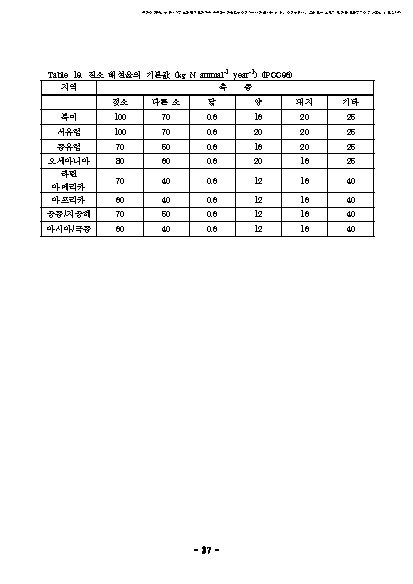 Table 19. 질소 배설율의 기본값 (kg N animal⁻¹ year⁻¹) (IPCC96)
지역 축 종
젖소 다른 소 닭 양 돼지 기타
북미 100 70 0.6 16 20 25
서유럽 100 70 0.6 20 20 25
동유럽 70 50 0.6 16 20 25
오세아니아 80 60 0.6 20 16 25
라틴
아메리카 70 40 0.6 12 16 40
아프리카 60 40 0.6 12 16 40
중동/지중해 70 50 0.6 12 16 40
아시아/극동 60 40 0.6 12 16 40
- 37 -